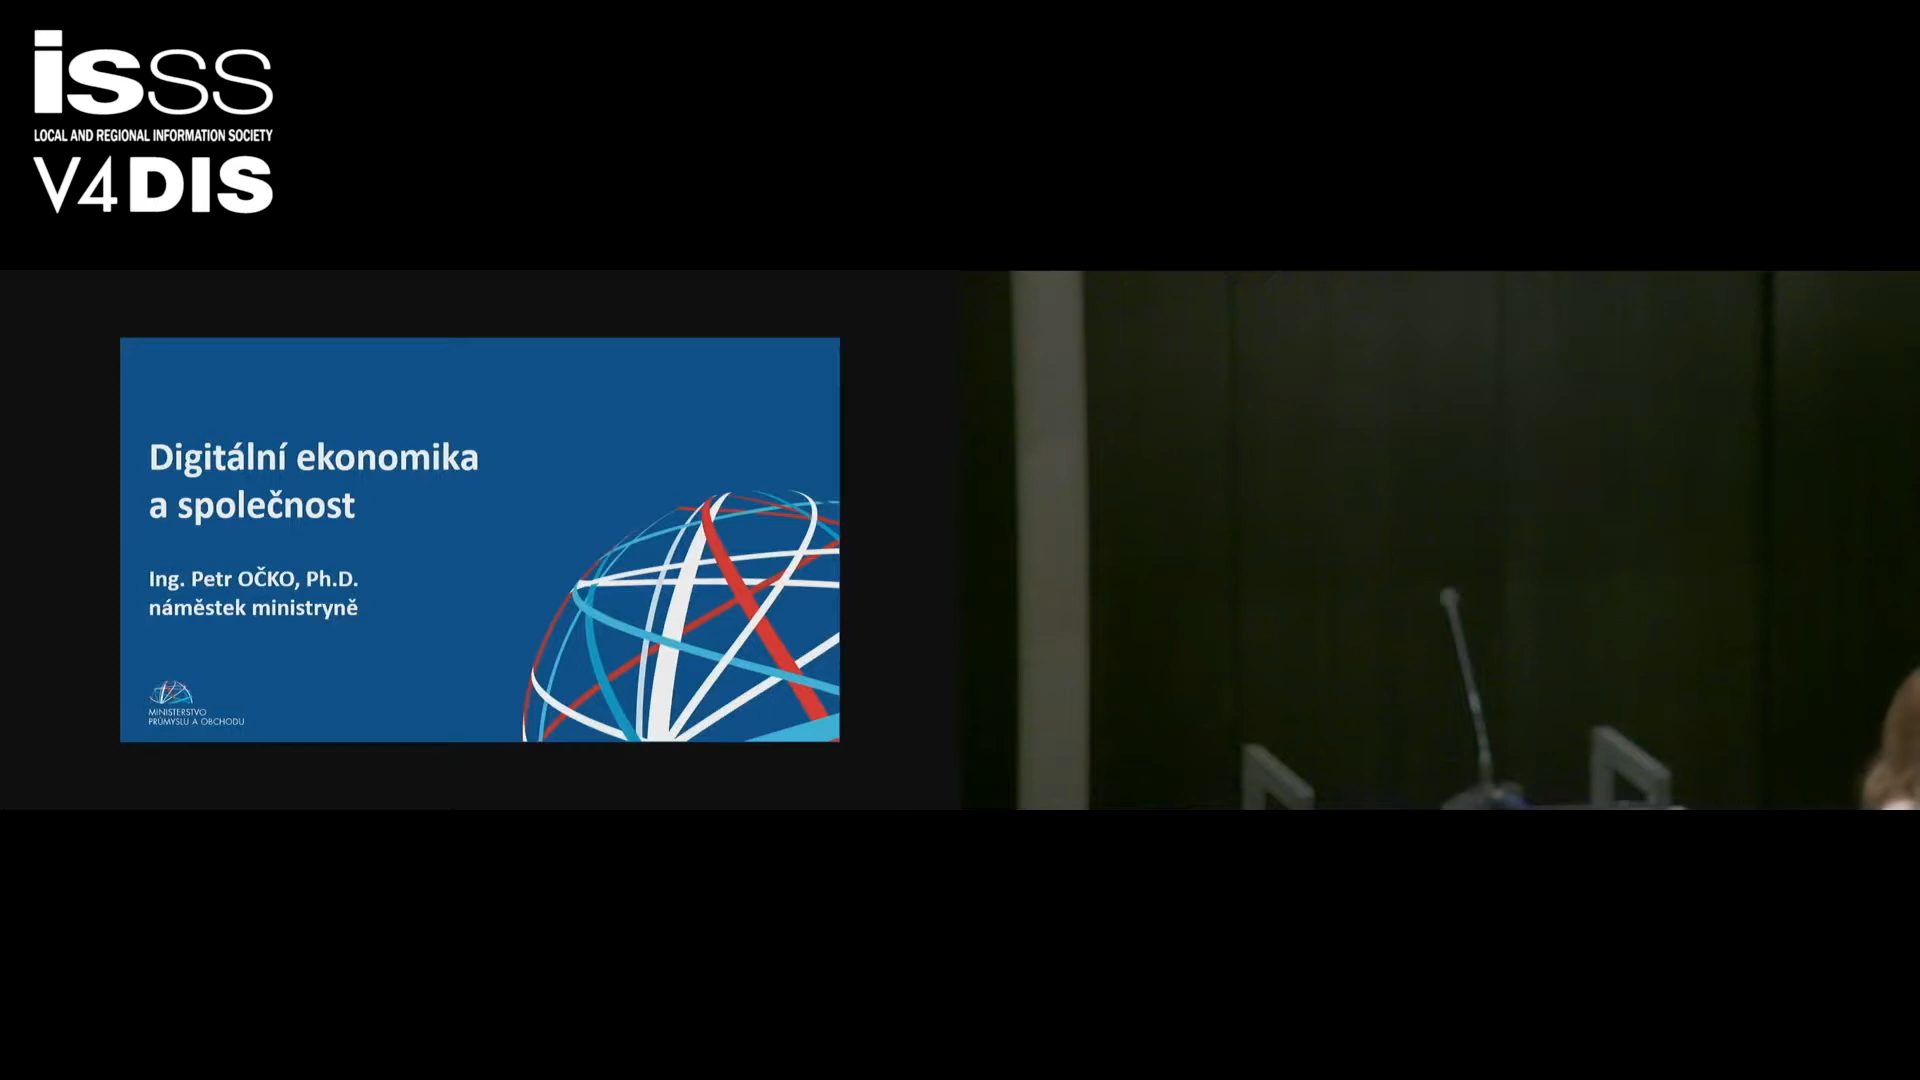 isss
LOCAL AND REGIONAL INFORMATION SOCIETY
V4DIS
Digitální ekonomika
a společnost
Ing. Petr OČKO, Ph.D.
náměstek ministryně
MINISTERSTVO
PRŮMYSLU A OBCHODU